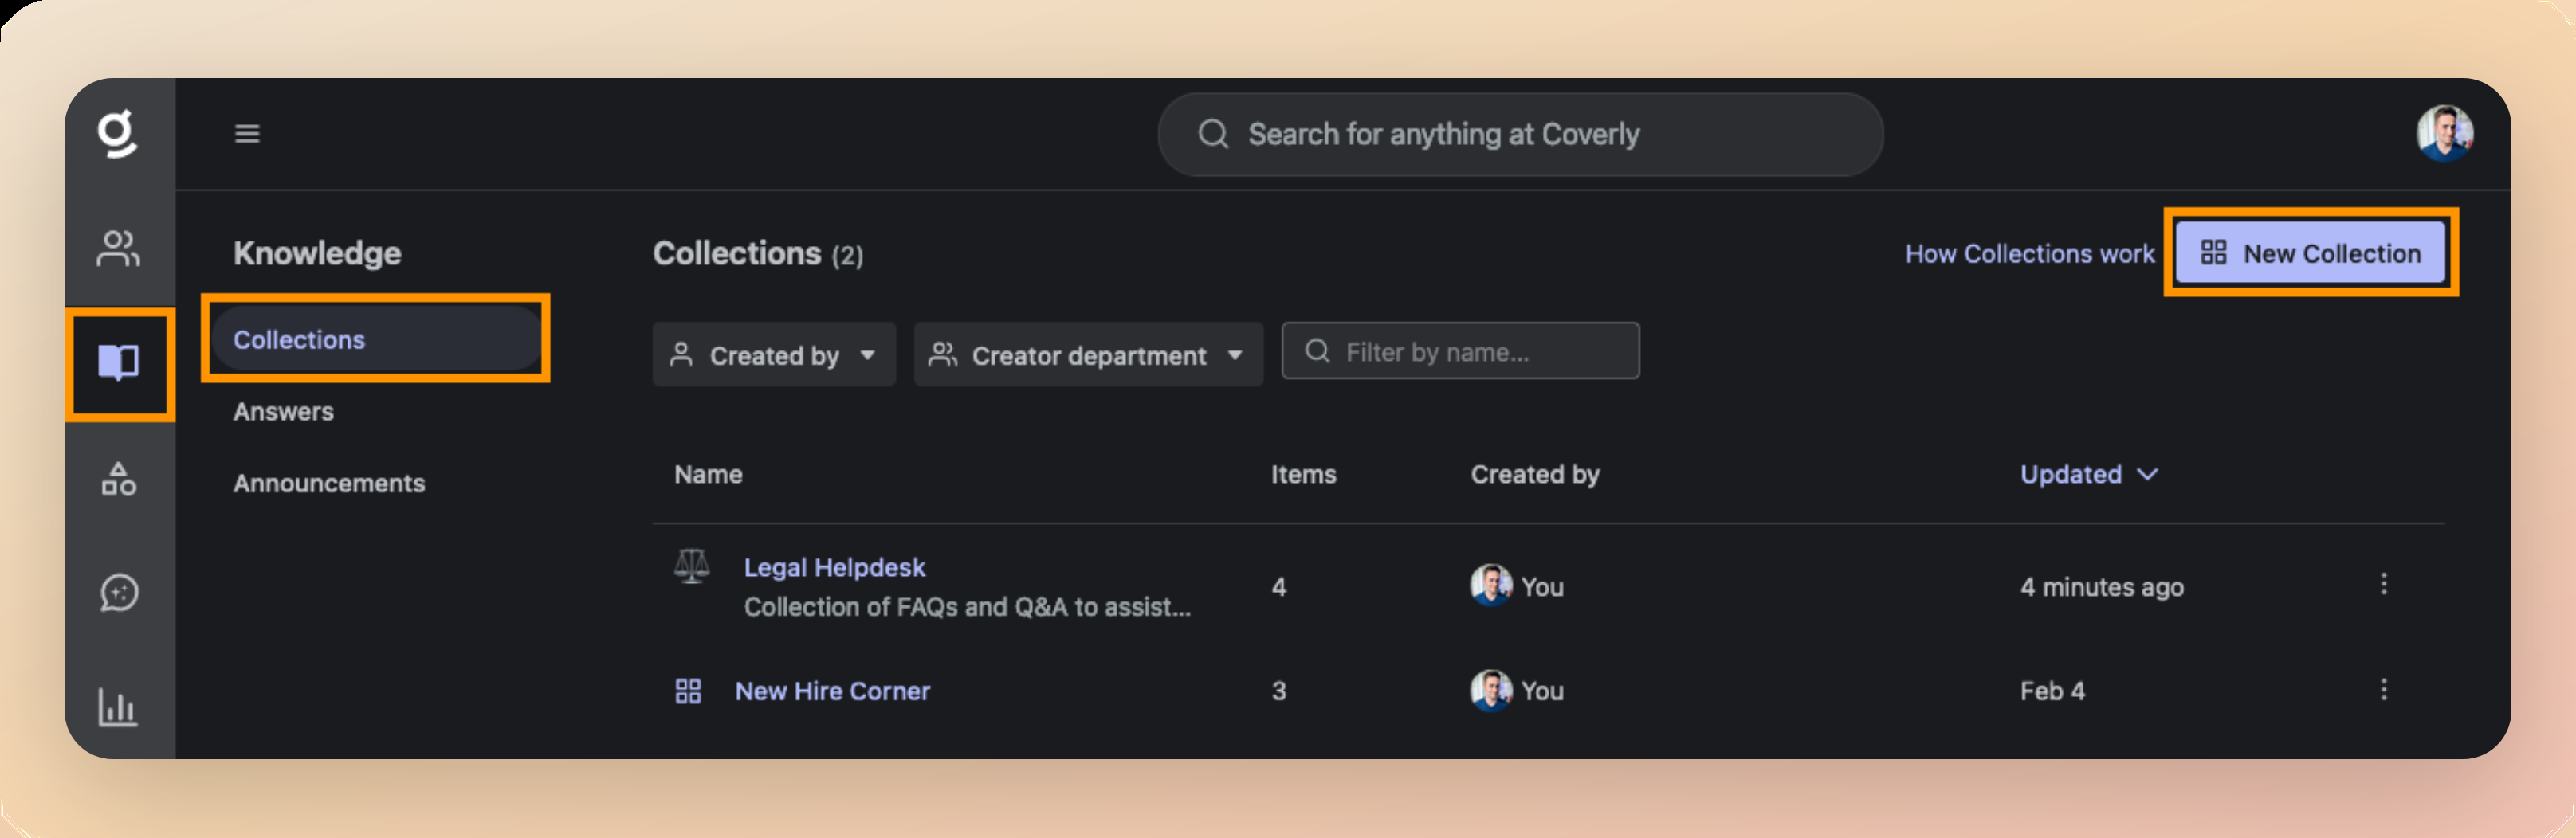 g
Search for anything at Coverly
Knowledge
Collections
Answers
Announcements
Collections (2)
How Collections work
New Collection
Created by
Creator department
Filter by name...
Name Items Created by Updated
Legal Helpdesk
Collection of FAQs and Q&A to assist...
4 You 4 minutes ago
New Hire Corner 3 You Feb 4